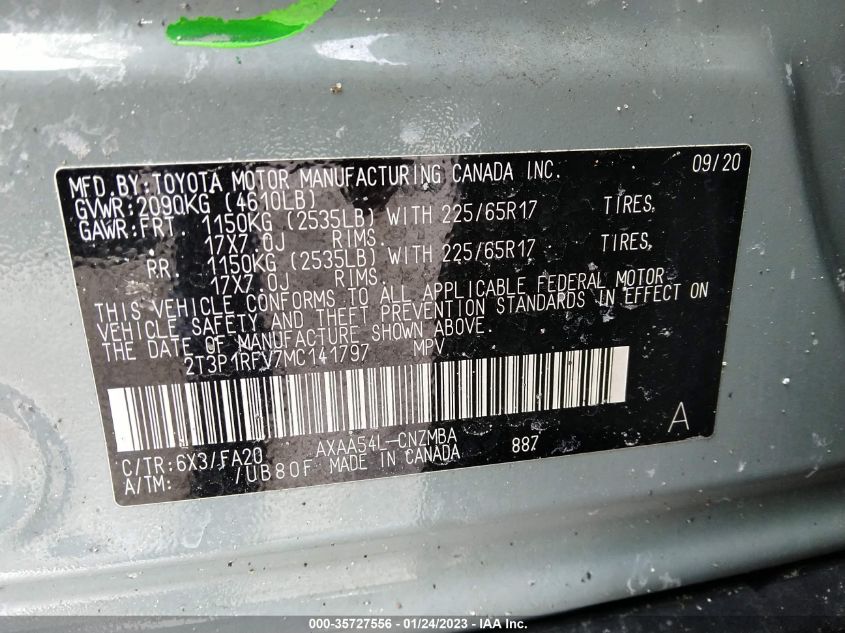 MFD.BY:TOYOTA MOTOR MANUFACTURING CANADA INC. 09/20
GVWR:2090KG (4610LB)
GAWR:FRT. 1150KG (2535LB) WITH 225/65R17 TIRES,
17X7.0J RIMS.
RR. 1150KG (2535LB) WITH 225/65R17 TIRES,
17X7.0J RIMS.
THIS VEHICLE CONFORMS TO ALL APPLICABLE FEDERAL MOTOR
VEHICLE SAFETY AND THEFT PREVENTION STANDARDS IN EFFECT ON
THE DATE OF MANUFACTURE SHOWN ABOVE.
2T3P1RFV7MC141797 MPV
A
C/TR:6X3/FA20 AXAA54L-CNZMBA 887
A/TM: /UB80F MADE IN CANADA
000-35727556 - 01/24/2023 - IAA Inc.